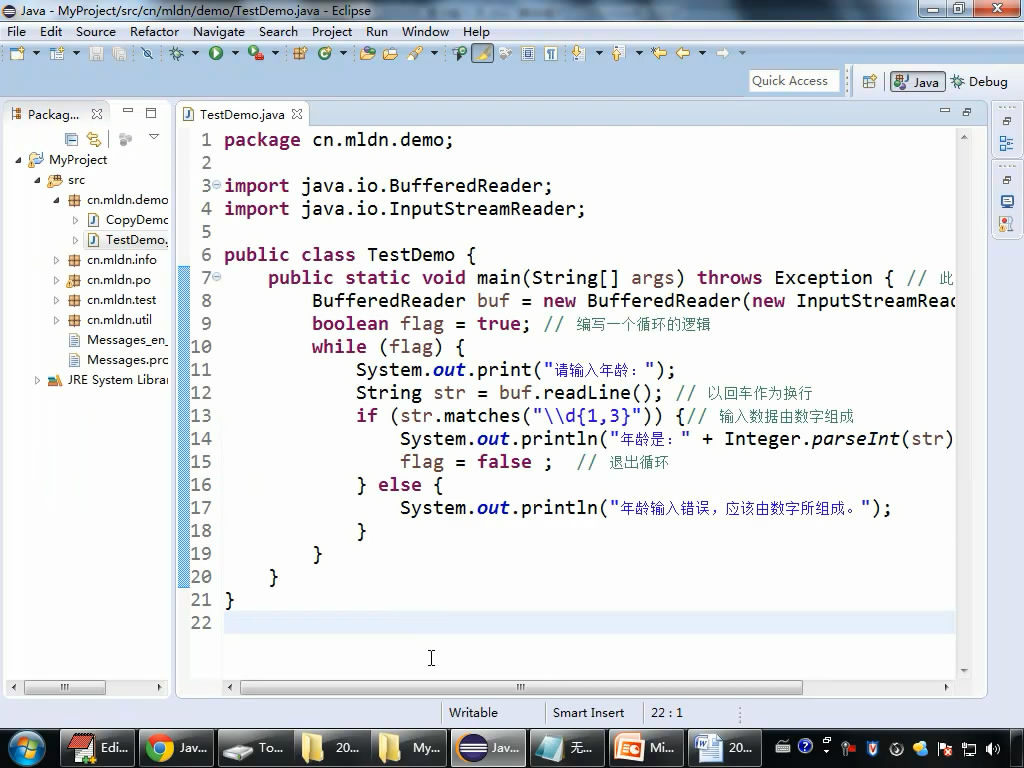 Java - MyProject/src/cn/mldn/demo/TestDemo.java - Eclipse
File Edit Source Refactor Navigate Search Project Run Window Help
Quick Access
Java
Debug
Packag...
TestDemo.java
MyProject
src
cn.mldn.demo
CopyDemo
TestDemo.
cn.mldn.info
cn.mldn.po
cn.mldn.test
cn.mldn.util
Messages_en_
Messages.pro
JRE System Librar
1 package cn.mldn.demo;
2
3 import java.io.BufferedReader;
4 import java.io.InputStreamReader;
5
6 public class TestDemo {
7 public static void main(String[] args) throws Exception { // 此
8 BufferedReader buf = new BufferedReader(new InputStreamRead
9 boolean flag = true; // 编写一个循环的逻辑
10 while (flag) {
11 System.out.print("请输入年龄：");
12 String str = buf.readLine(); // 以回车作为换行
13 if (str.matches("\\d{1,3}")) {// 输入数据由数字组成
14 System.out.println("年龄是：" + Integer.parseInt(str)
15 flag = false ; // 退出循环
16 } else {
17 System.out.println("年龄输入错误，应该由数字所组成。");
18 }
19 }
20 }
21 }
22
Writable
Smart Insert
22 : 1
Edi...
Jav...
To...
20...
My...
Jav...
无...
Mi...
20...